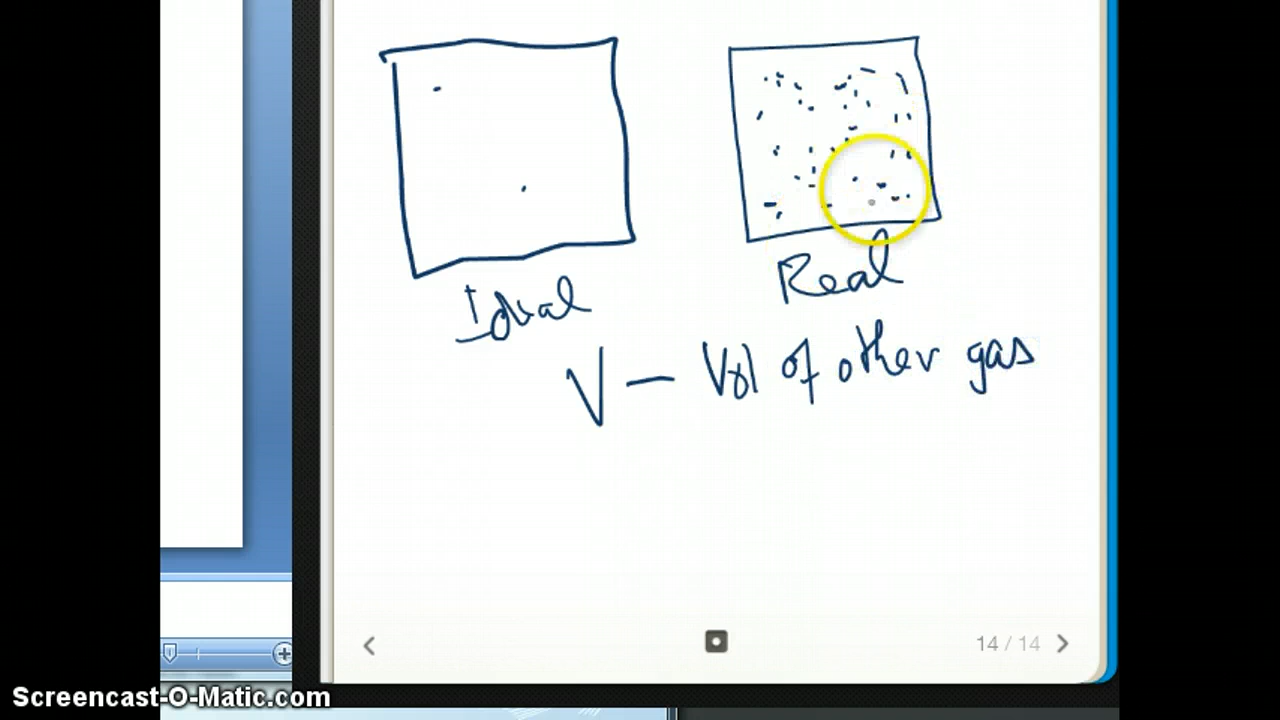 Ideal
Real
V – Vol of other gas
14 / 14
Screencast-O-Matic.com